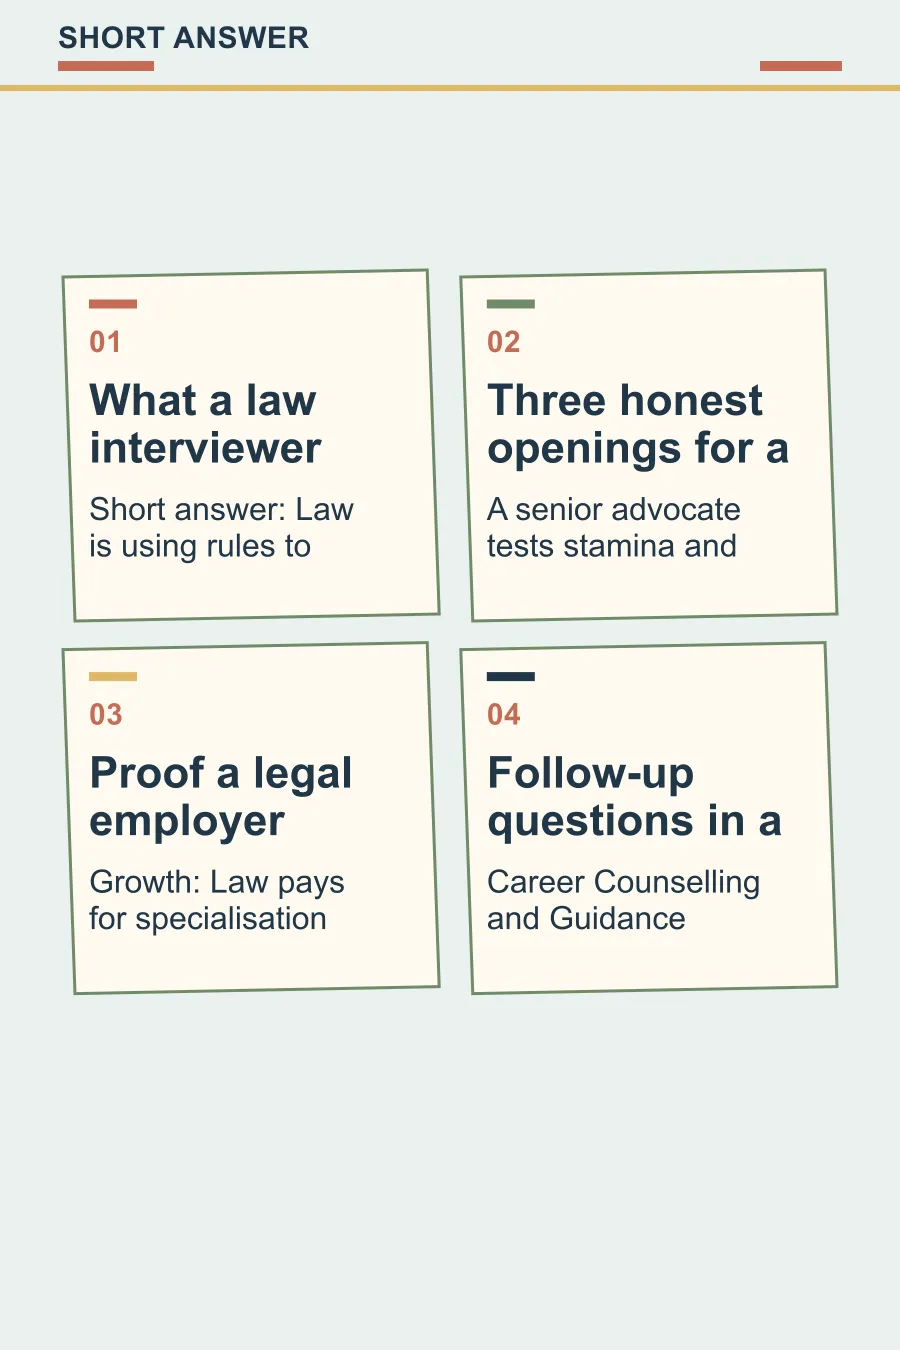 SHORT ANSWER
01
What a law
interviewer
Short answer: Law
is using rules to
02
Three honest
openings for a
A senior advocate
tests stamina and
03
Proof a legal
employer
Growth: Law pays
for specialisation
04
Follow-up
questions in a
Career Counselling
and Guidance